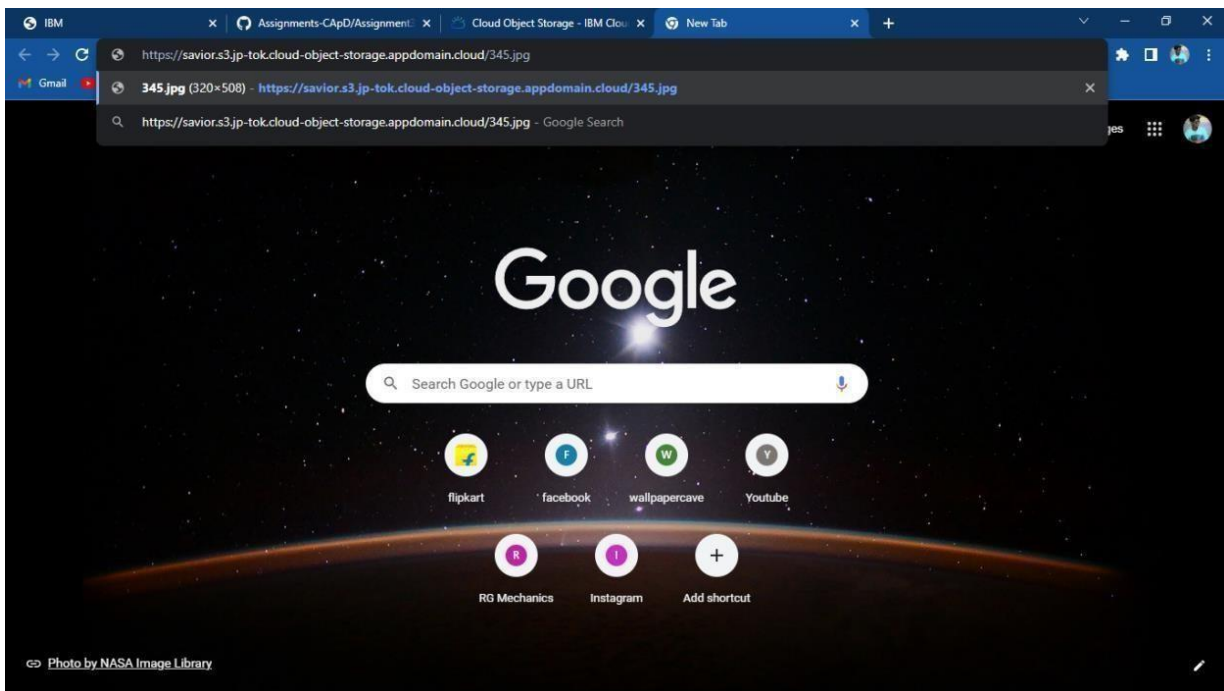 IBM
Assignments-CApD/Assignment
Cloud Object Storage - IBM Clou
New Tab
https://savior.s3.jp-tok.cloud-object-storage.appdomain.cloud/345.jpg
Gmail
345.jpg (320×508) - https://savior.s3.jp-tok.cloud-object-storage.appdomain.cloud/345.jpg
https://savior.s3.jp-tok.cloud-object-storage.appdomain.cloud/345.jpg - Google Search
ges
Google
Search Google or type a URL
F
W
Y
flipkart
facebook
wallpapercave
Youtube
R
I
RG Mechanics
Instagram
Add shortcut
Photo by NASA Image Library